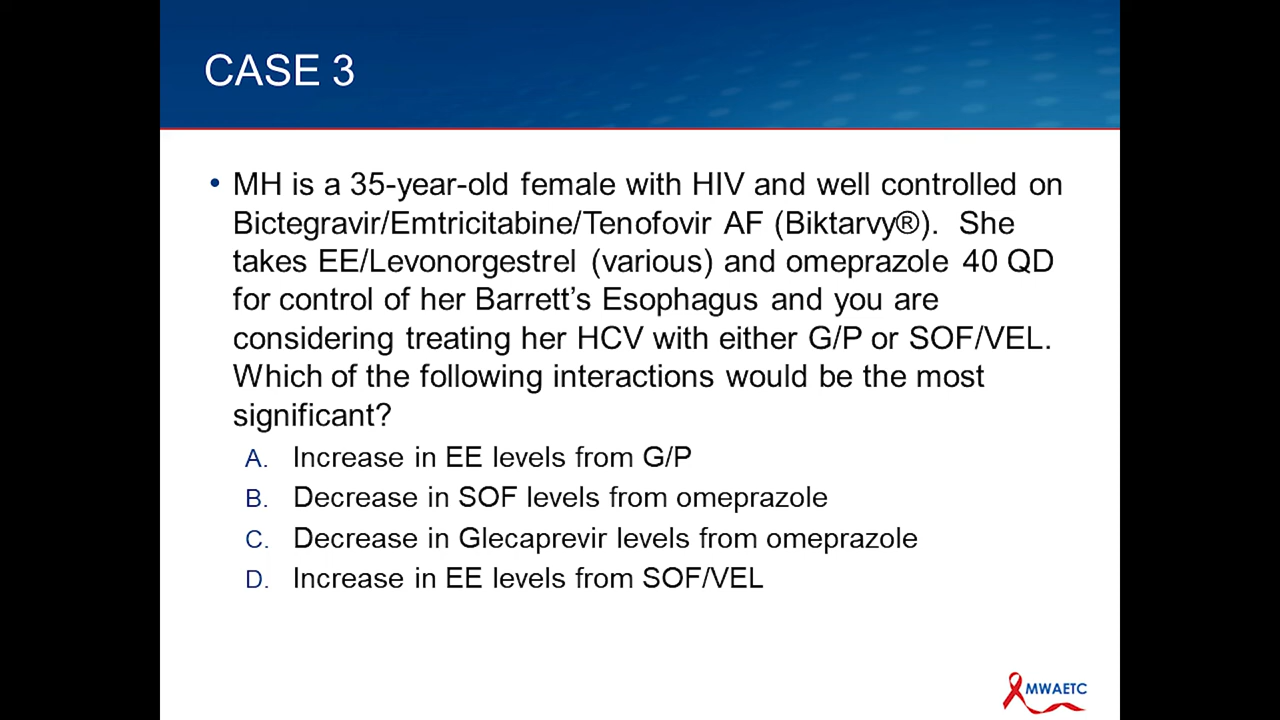 CASE 3
• MH is a 35-year-old female with HIV and well controlled on
Bictegravir/Emtricitabine/Tenofovir AF (Biktarvy®).  She
takes EE/Levonorgestrel (various) and omeprazole 40 QD
for control of her Barrett’s Esophagus and you are
considering treating her HCV with either G/P or SOF/VEL.
Which of the following interactions would be the most
significant?
A. Increase in EE levels from G/P
B. Decrease in SOF levels from omeprazole
C. Decrease in Glecaprevir levels from omeprazole
D. Increase in EE levels from SOF/VEL
MWAETC